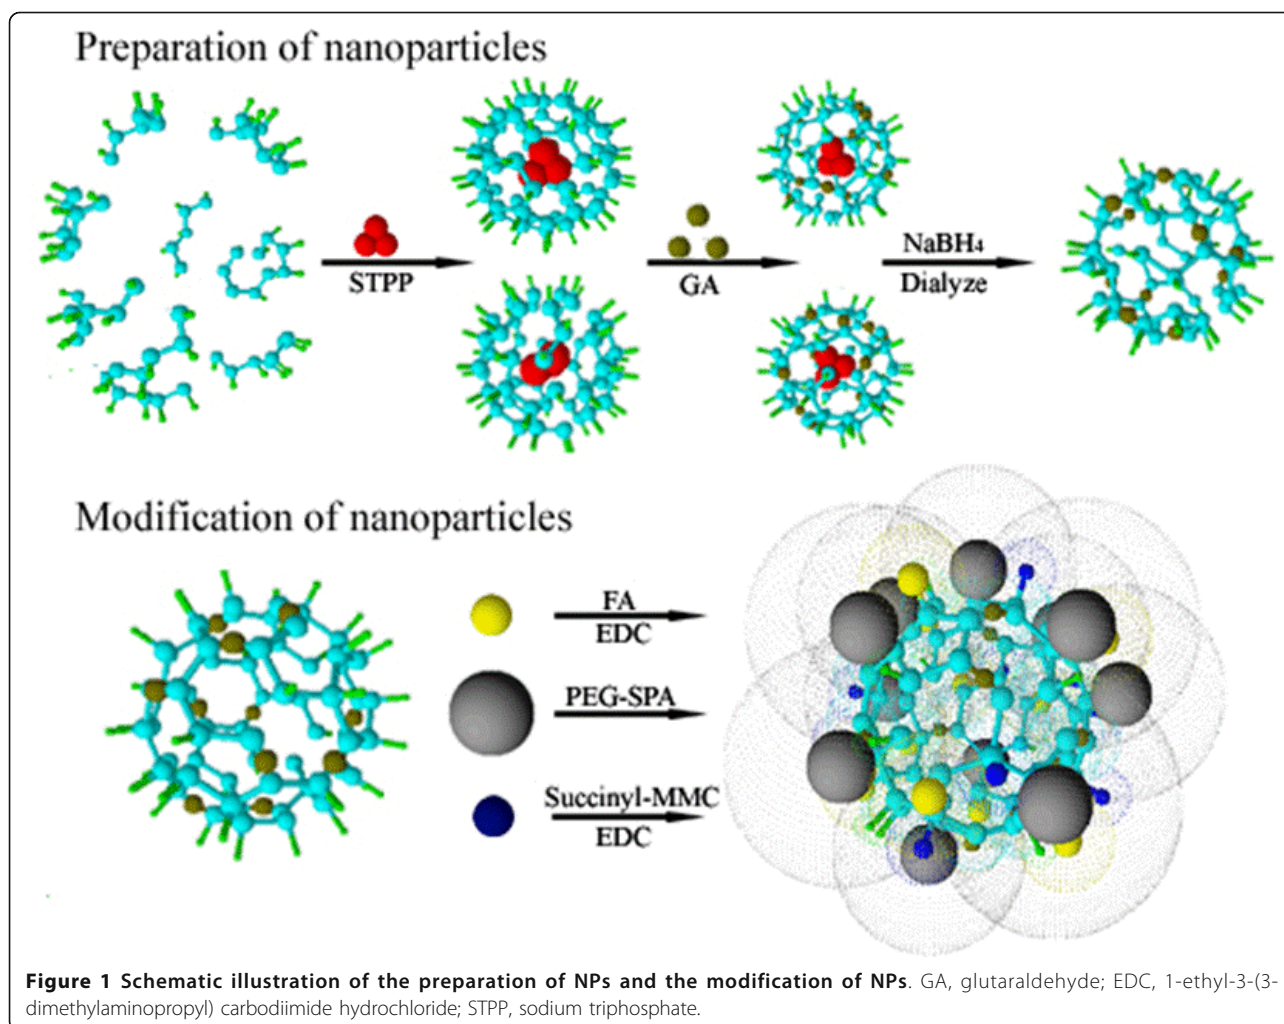 Preparation of nanoparticles
STPP
GA
NaBH₄
Dialyze
Modification of nanoparticles
FA
EDC
PEG-SPA
Succinyl-MMC
EDC
Figure 1 Schematic illustration of the preparation of NPs and the modification of NPs. GA, glutaraldehyde; EDC, 1-ethyl-3-(3-
dimethylaminopropyl) carbodiimide hydrochloride; STPP, sodium triphosphate.